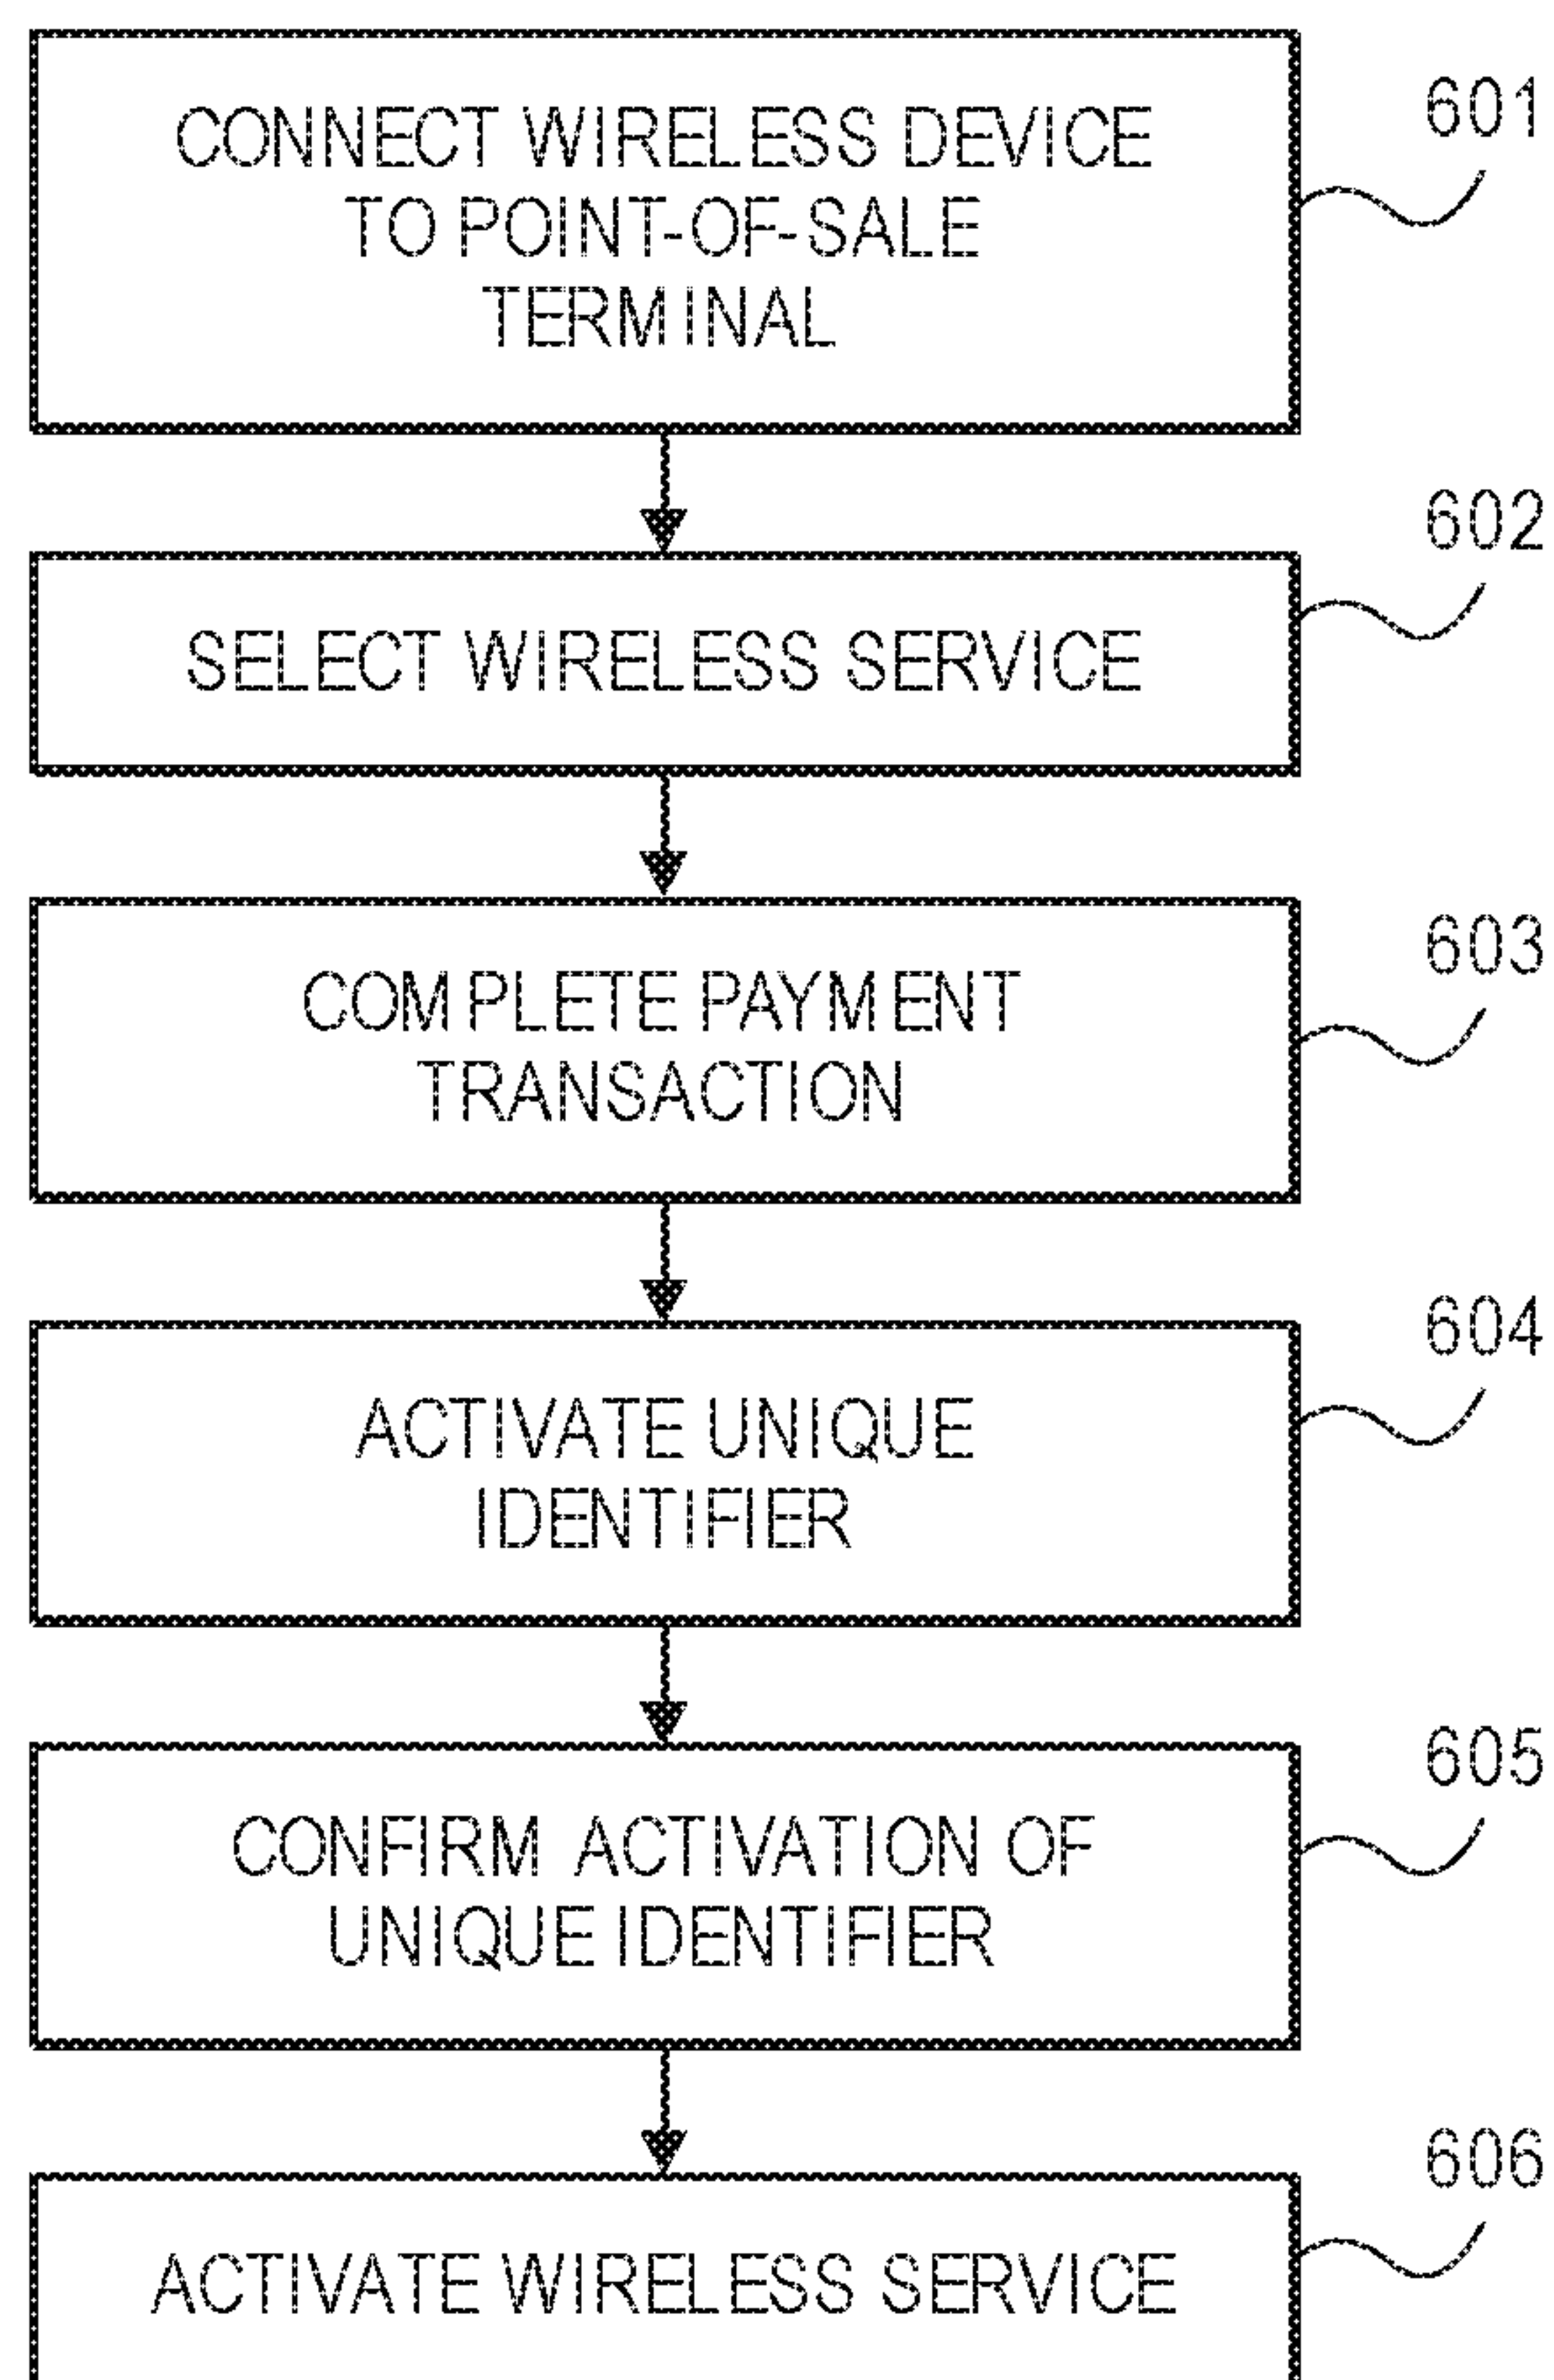 CONNECT WIRELESS DEVICE
TO POINT-OF-SALE
TERMINAL
601
SELECT WIRELESS SERVICE
602
COMPLETE PAYMENT
TRANSACTION
603
ACTIVATE UNIQUE
IDENTIFIER
604
CONFIRM ACTIVATION OF
UNIQUE IDENTIFIER
605
ACTIVATE WIRELESS SERVICE
606